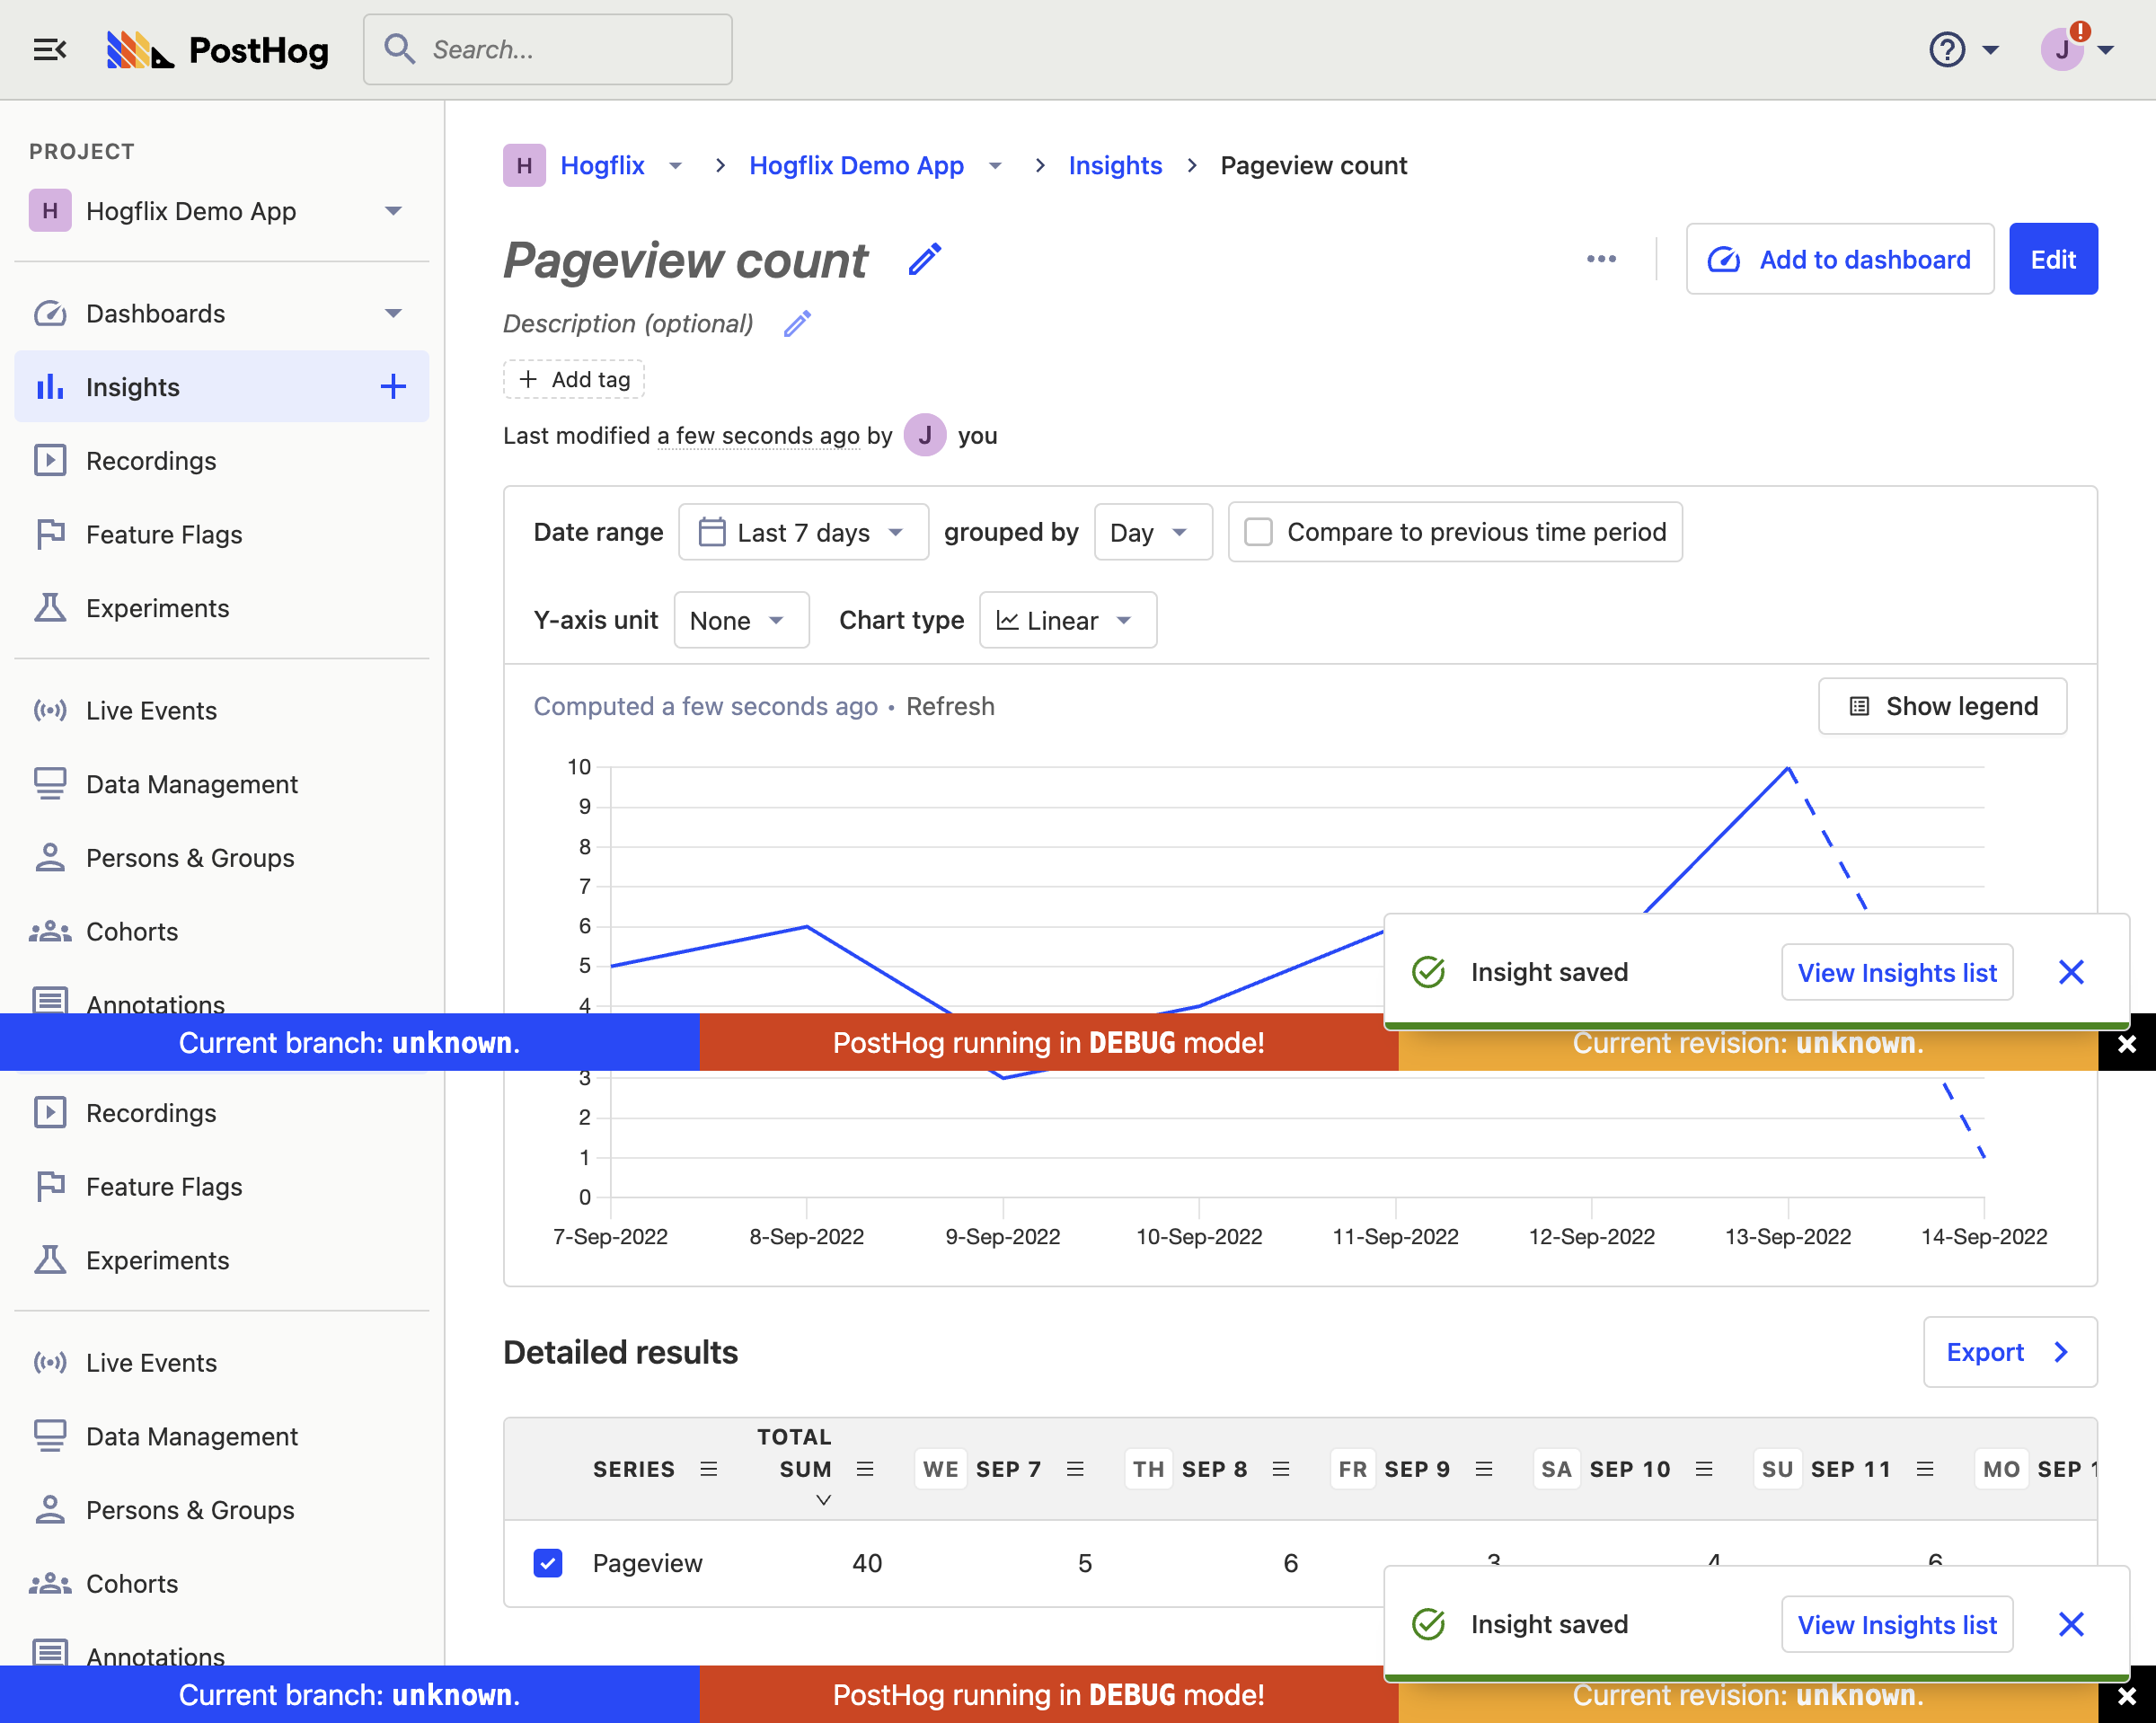 PostHog
Search...
?
J
!
PROJECT
H Hogflix Demo App
Dashboards
Insights
Recordings
Feature Flags
Experiments
Live Events
Data Management
Persons & Groups
Cohorts
Annotations
H Hogflix > Hogflix Demo App > Insights > Pageview count
Pageview count
Add to dashboard
Edit
Description (optional)
+ Add tag
Last modified a few seconds ago by J you
Date range Last 7 days grouped by Day Compare to previous time period
Y-axis unit None Chart type Linear
Computed a few seconds ago • Refresh
Show legend
10
9
8
7
6
5
4
Insight saved View Insights list
Current branch: unknown. PostHog running in DEBUG mode! Current revision: unknown.
Recordings
Feature Flags
Experiments
Live Events
Data Management
Persons & Groups
Cohorts
Annotations
3
2
1
0
7-Sep-2022 8-Sep-2022 9-Sep-2022 10-Sep-2022 11-Sep-2022 12-Sep-2022 13-Sep-2022 14-Sep-2022
Detailed results
Export
SERIES TOTAL SUM WE SEP 7 TH SEP 8 FR SEP 9 SA SEP 10 SU SEP 11 MO SEP
Pageview 40 5 6 3 4 6
Insight saved View Insights list
Current branch: unknown. PostHog running in DEBUG mode! Current revision: unknown.